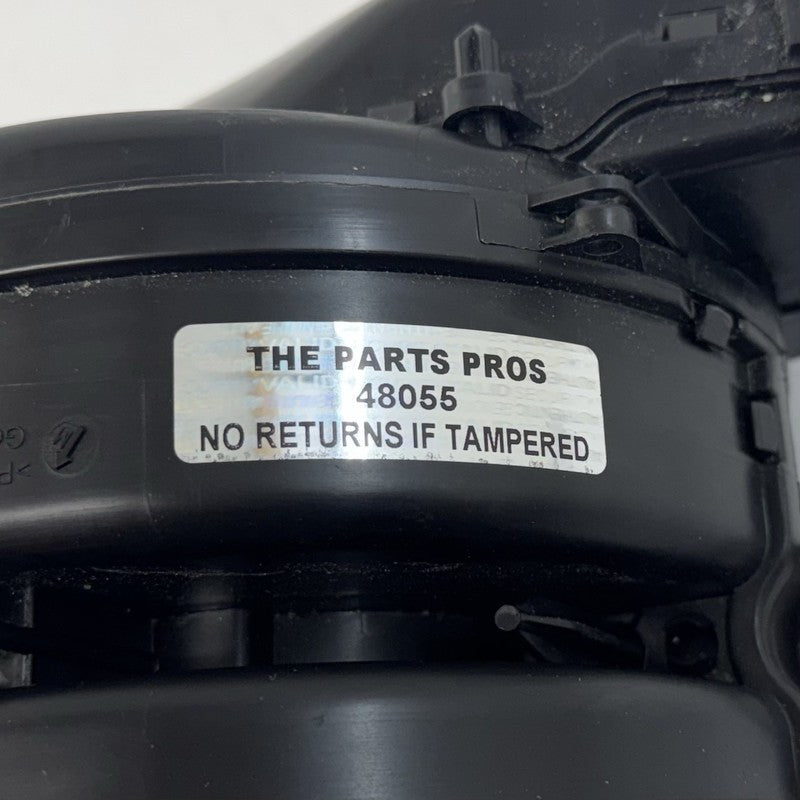 THE PARTS PROS
48055
NO RETURNS IF TAMPERED